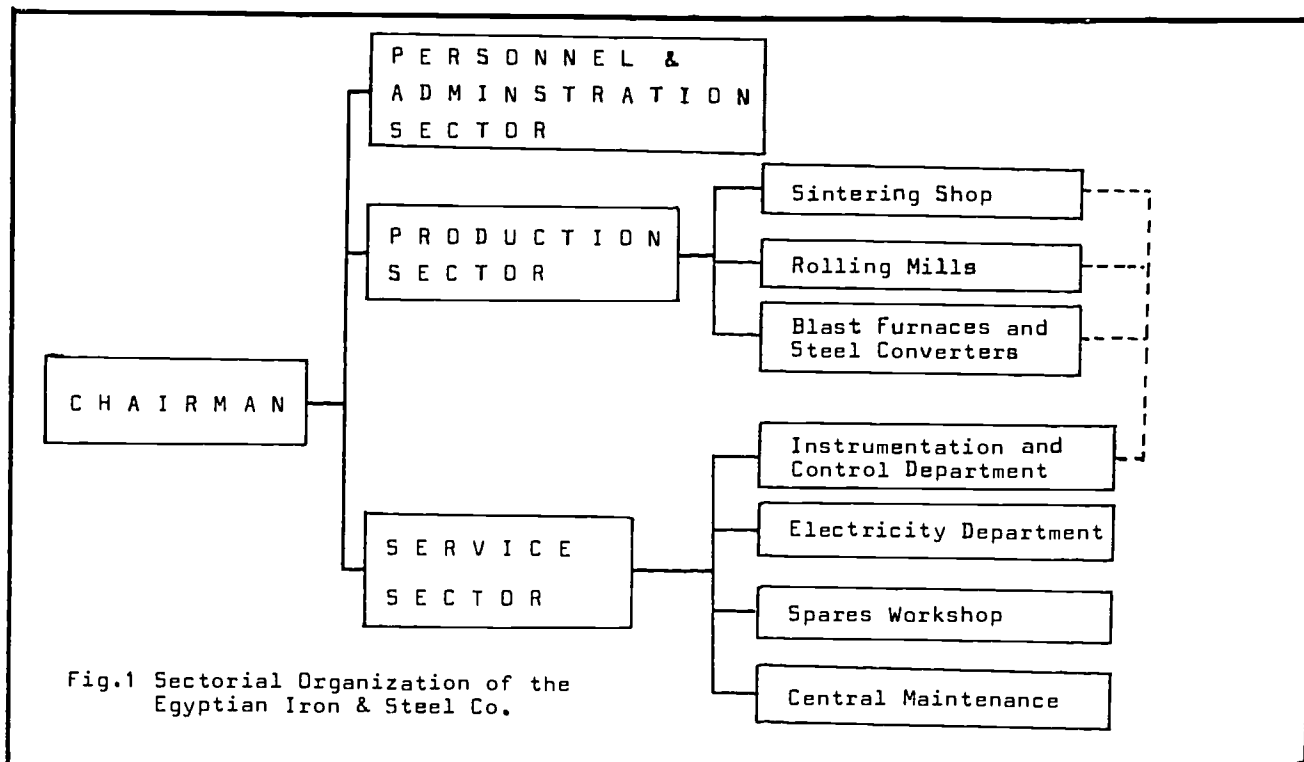 PERSONNEL &
ADMINSTRATION
SECTOR
PRODUCTION
SECTOR
Sintering Shop
Rolling Mills
Blast Furnaces and
Steel Converters
CHAIRMAN
Instrumentation and
Control Department
SERVICE
SECTOR
Electricity Department
Spares Workshop
Central Maintenance
Fig.1 Sectorial Organization of the
Egyptian Iron & Steel Co.